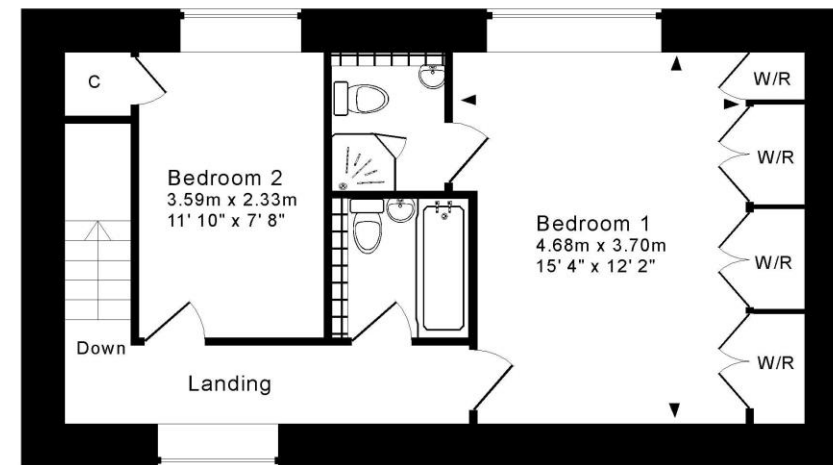 C
W/R
W/R
Bedroom 2
3.59m x 2.33m
11' 10" x 7' 8"
Bedroom 1
4.68m x 3.70m
15' 4" x 12' 2"
W/R
Down
W/R
Landing